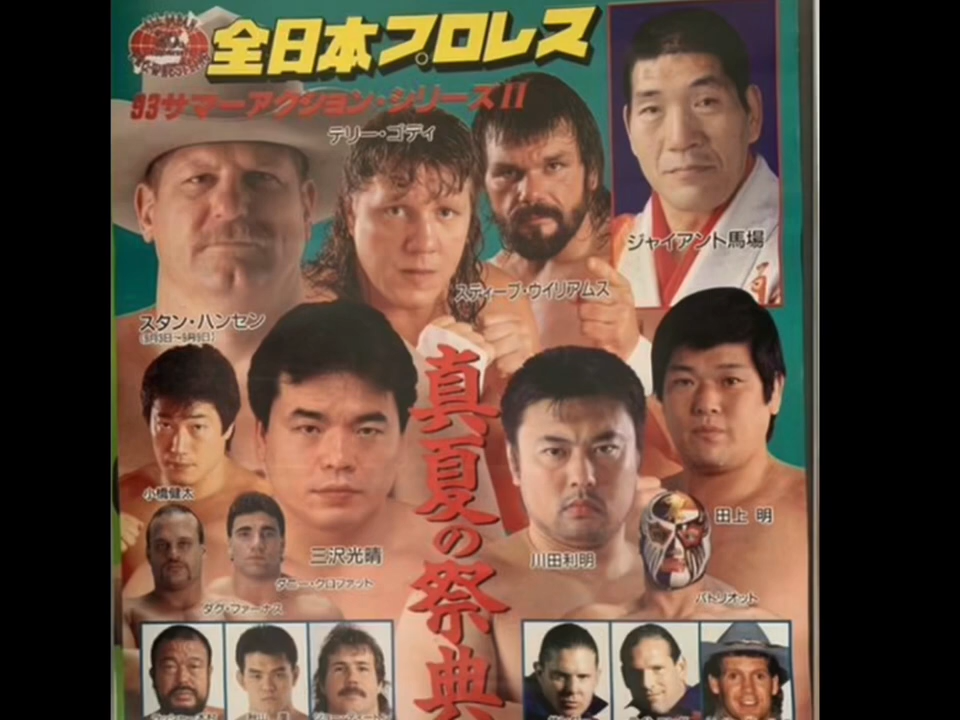 全日本プロレス
'93サマーアクション・シリーズII
テリー・ゴディ
ジャイアント馬場
スティーブ・ウイリアムス
スタン・ハンセン
真夏の祭典
小橋健太
田上 明
三沢光晴
川田利明
ダニー・クロファット
パトリオット
ダグ・ファーナス